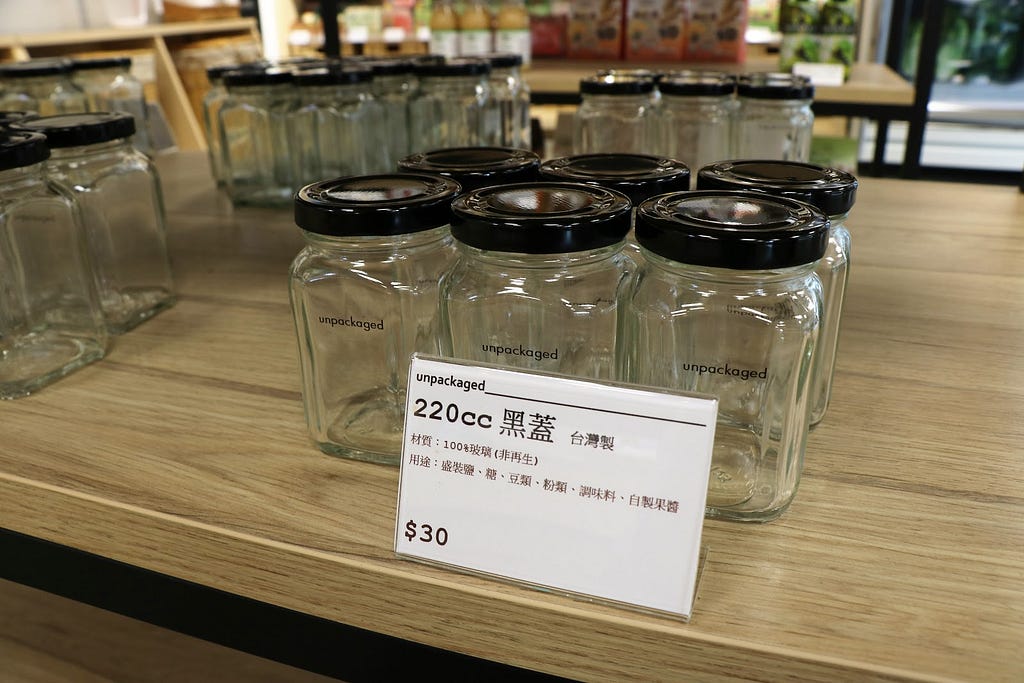 unpackaged
unpackaged
unpackaged
unpackaged
220cc 黑蓋 台灣製
材質：100%玻璃(非再生)
用途：盛裝鹽、糖、豆類、粉類、調味料、自製果醬
$30